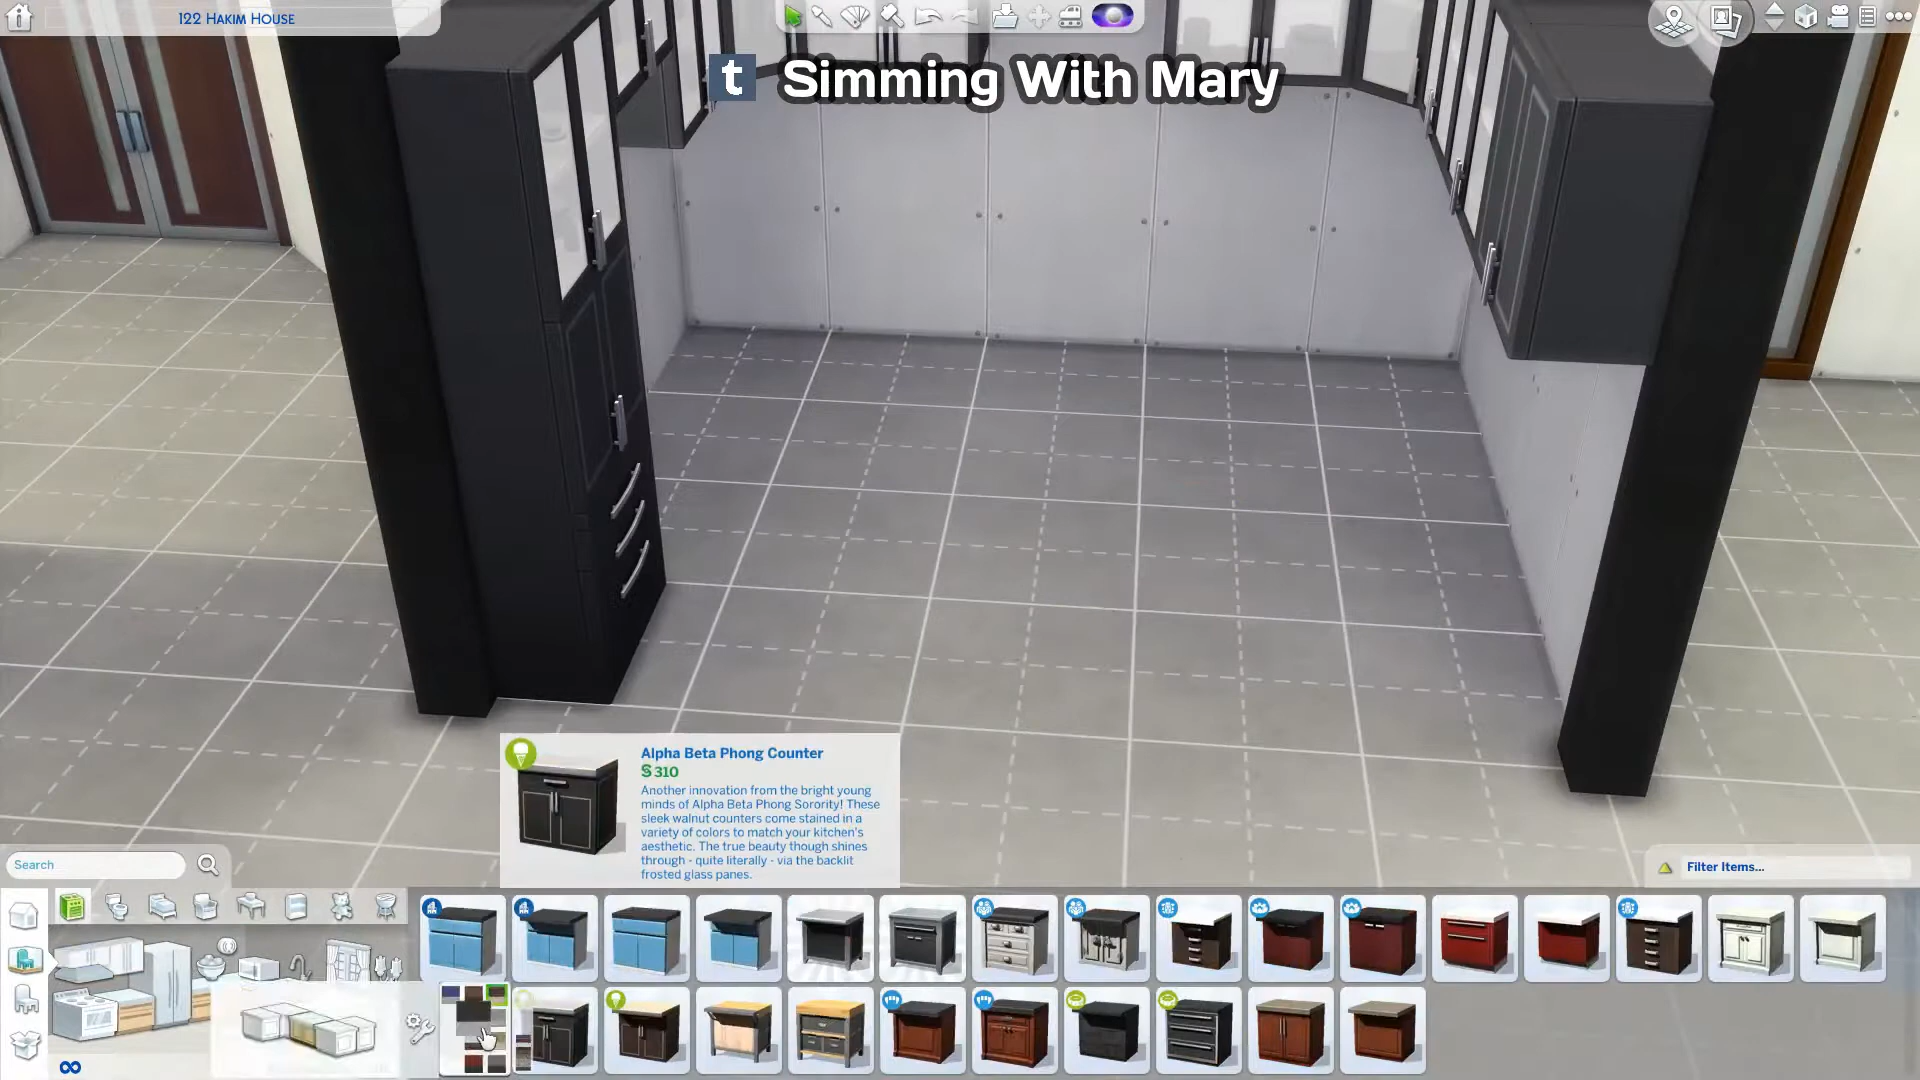 122 Hakim House
t Simming With Mary
Alpha Beta Phong Counter
§310
Another innovation from the bright young
minds of Alpha Beta Phong Sorority! These
sleek walnut counters come stained in a
variety of colors to match your kitchen's
aesthetic. The true beauty though shines
through - quite literally - via the backlit
frosted glass panes.
Search
Filter Items...